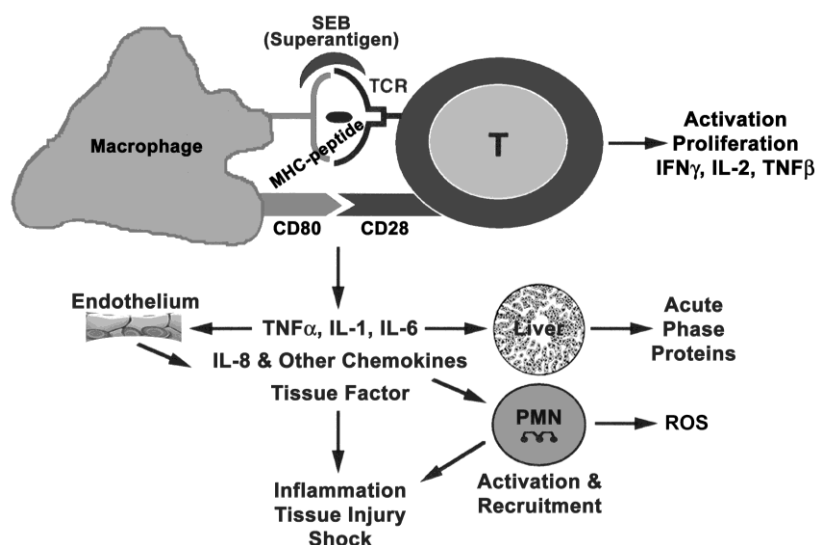 SEB
(Superantigen)
TCR
Macrophage
MHC-peptide
T
Activation
Proliferation
IFNγ, IL-2, TNFβ
CD80
CD28
Endothelium
TNFα, IL-1, IL-6
Liver
Acute
Phase
Proteins
IL-8 & Other Chemokines
Tissue Factor
PMN
ROS
Activation &
Recruitment
Inflammation
Tissue Injury
Shock